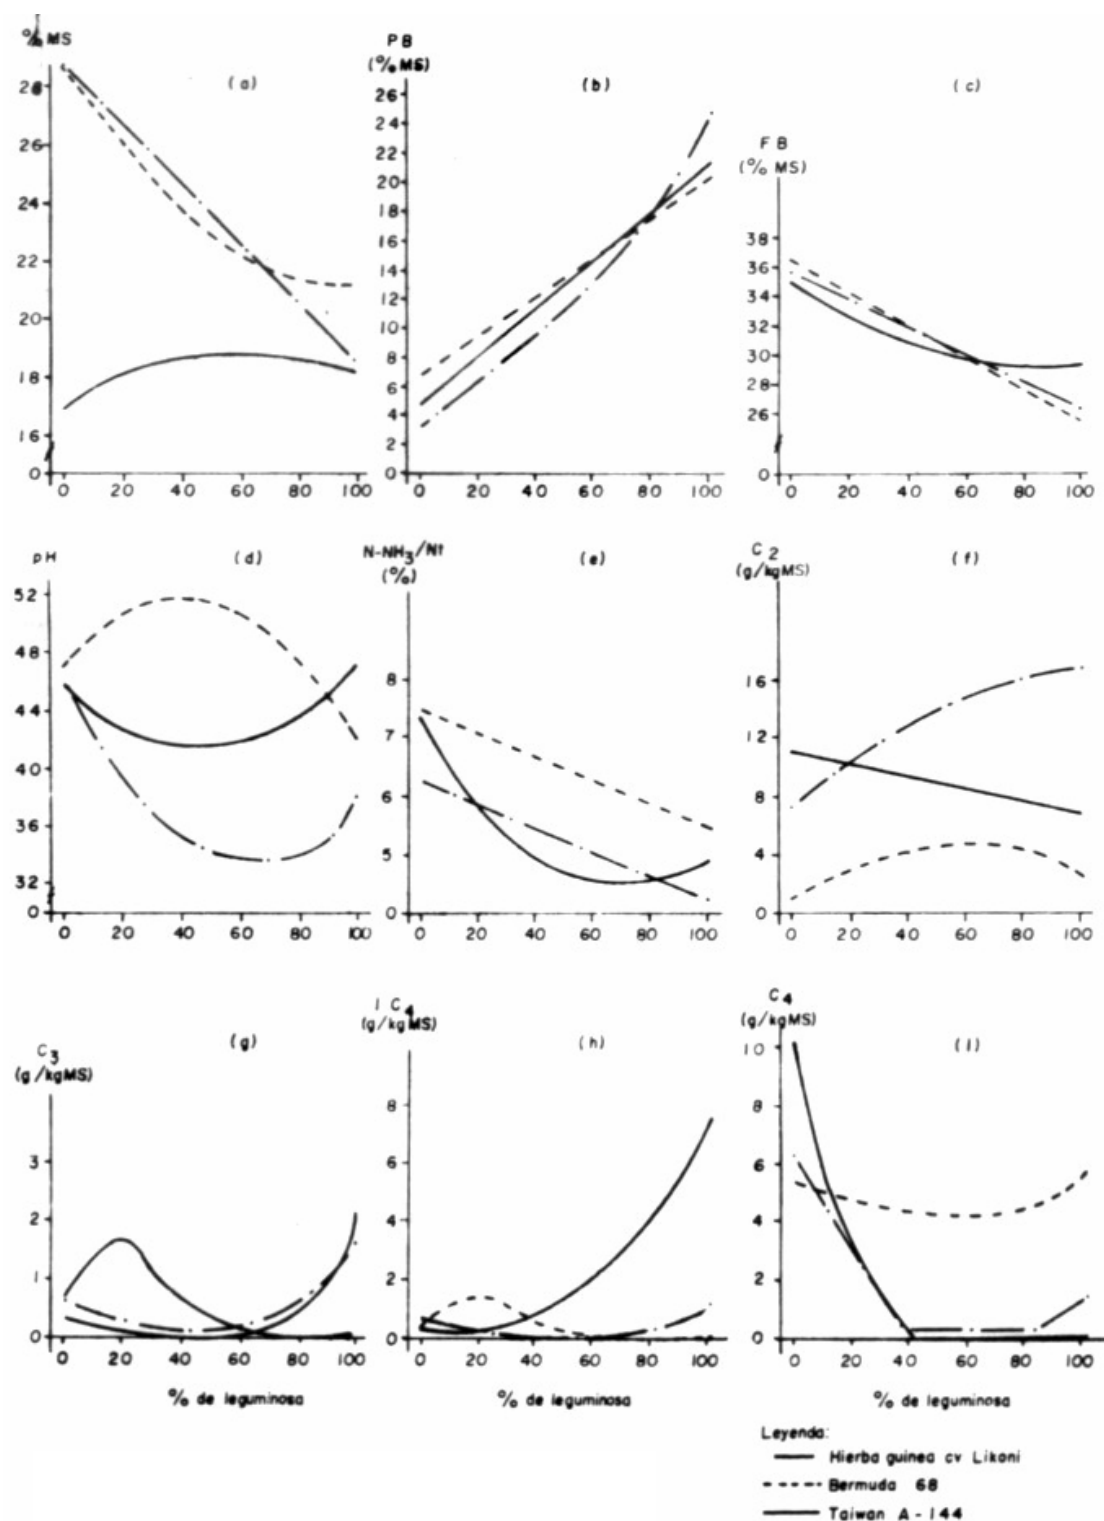 % MS
(a)
28
26
24
22
20
18
16
0
0 20 40 60 80 100
PB
(% MS)
(b)
26
24
22
20
18
16
14
12
10
8
6
4
2
0
0 20 40 60 80 100
FB
(% MS)
(c)
38
36
34
32
30
28
26
0
0 20 40 60 80 100
pH
(d)
52
48
44
40
36
32
0
0 20 40 60 80 100
N-NH3/Nt
(%)
(e)
8
7
6
5
0
0 20 40 60 80 100
C2
(g/kgMS)
(f)
16
12
8
4
0
0 20 40 60 80 100
C3
(g/kgMS)
(g)
3
2
1
0
0 20 40 60 80 100
% de leguminosa
I C4
(g/kgMS)
(h)
8
6
4
2
0
0 20 40 60 80 100
% de leguminosa
C4
(g/kgMS)
(I)
10
8
6
4
2
0
0 20 40 60 80 100
% de leguminosa
Leyenda:
Hierba guinea cv Likoni
Bermuda 68
Taiwan A-144